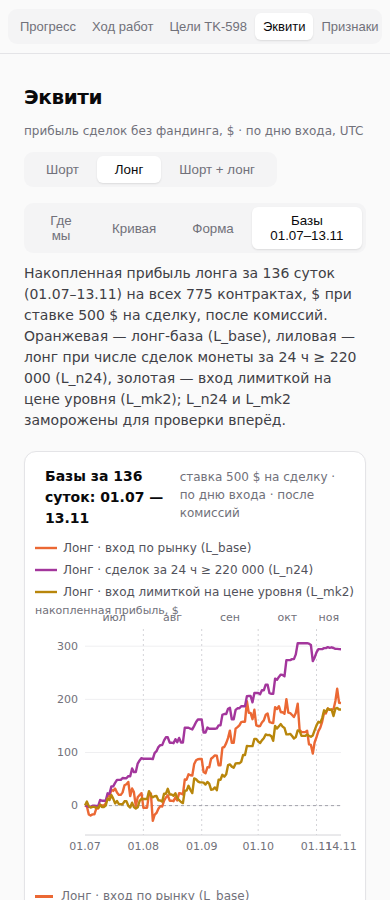 Прогресс Ход работ Цели TK-598 Эквити Признаки
Эквити
прибыль сделок без фандинга, $ · по дню входа, UTC
Шорт Лонг Шорт + лонг
Где
мы
Кривая
Форма
Базы
01.07–13.11
Накопленная прибыль лонга за 136 суток
(01.07–13.11) на всех 775 контрактах, $ при
ставке 500 $ на сделку, после комиссий.
Оранжевая — лонг-база (L_base), лиловая —
лонг при числе сделок монеты за 24 ч ≥ 220
000 (L_n24), золотая — вход лимиткой на
цене уровня (L_mk2); L_n24 и L_mk2
заморожены для проверки вперёд.
Базы за 136
суток: 01.07 —
13.11
ставка 500 $ на сделку ·
по дню входа · после
комиссий
Лонг · вход по рынку (L_base)
Лонг · сделок за 24 ч ≥ 220 000 (L_n24)
Лонг · вход лимиткой на цене уровня (L_mk2)
накопленная прибыль, $
июл авг сен окт ноя
300
200
100
0
01.07 01.08 01.09 01.10 01.11 14.11
Лонг · вход по рынку (L_base)